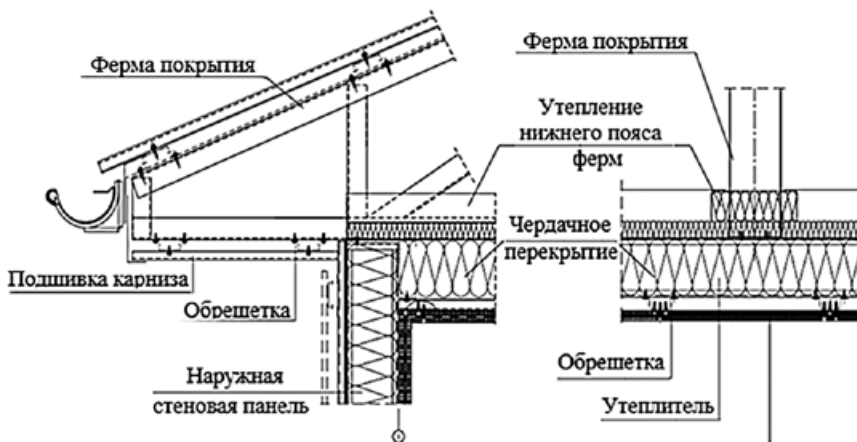 Ферма покрытия
Ферма покрытия
Утепление
нижнего пояса
ферм
Чердачное
перекрытие
Подшивка карниза
Обрешетка
Наружная
стеновая панель
Обрешетка
Утеплитель